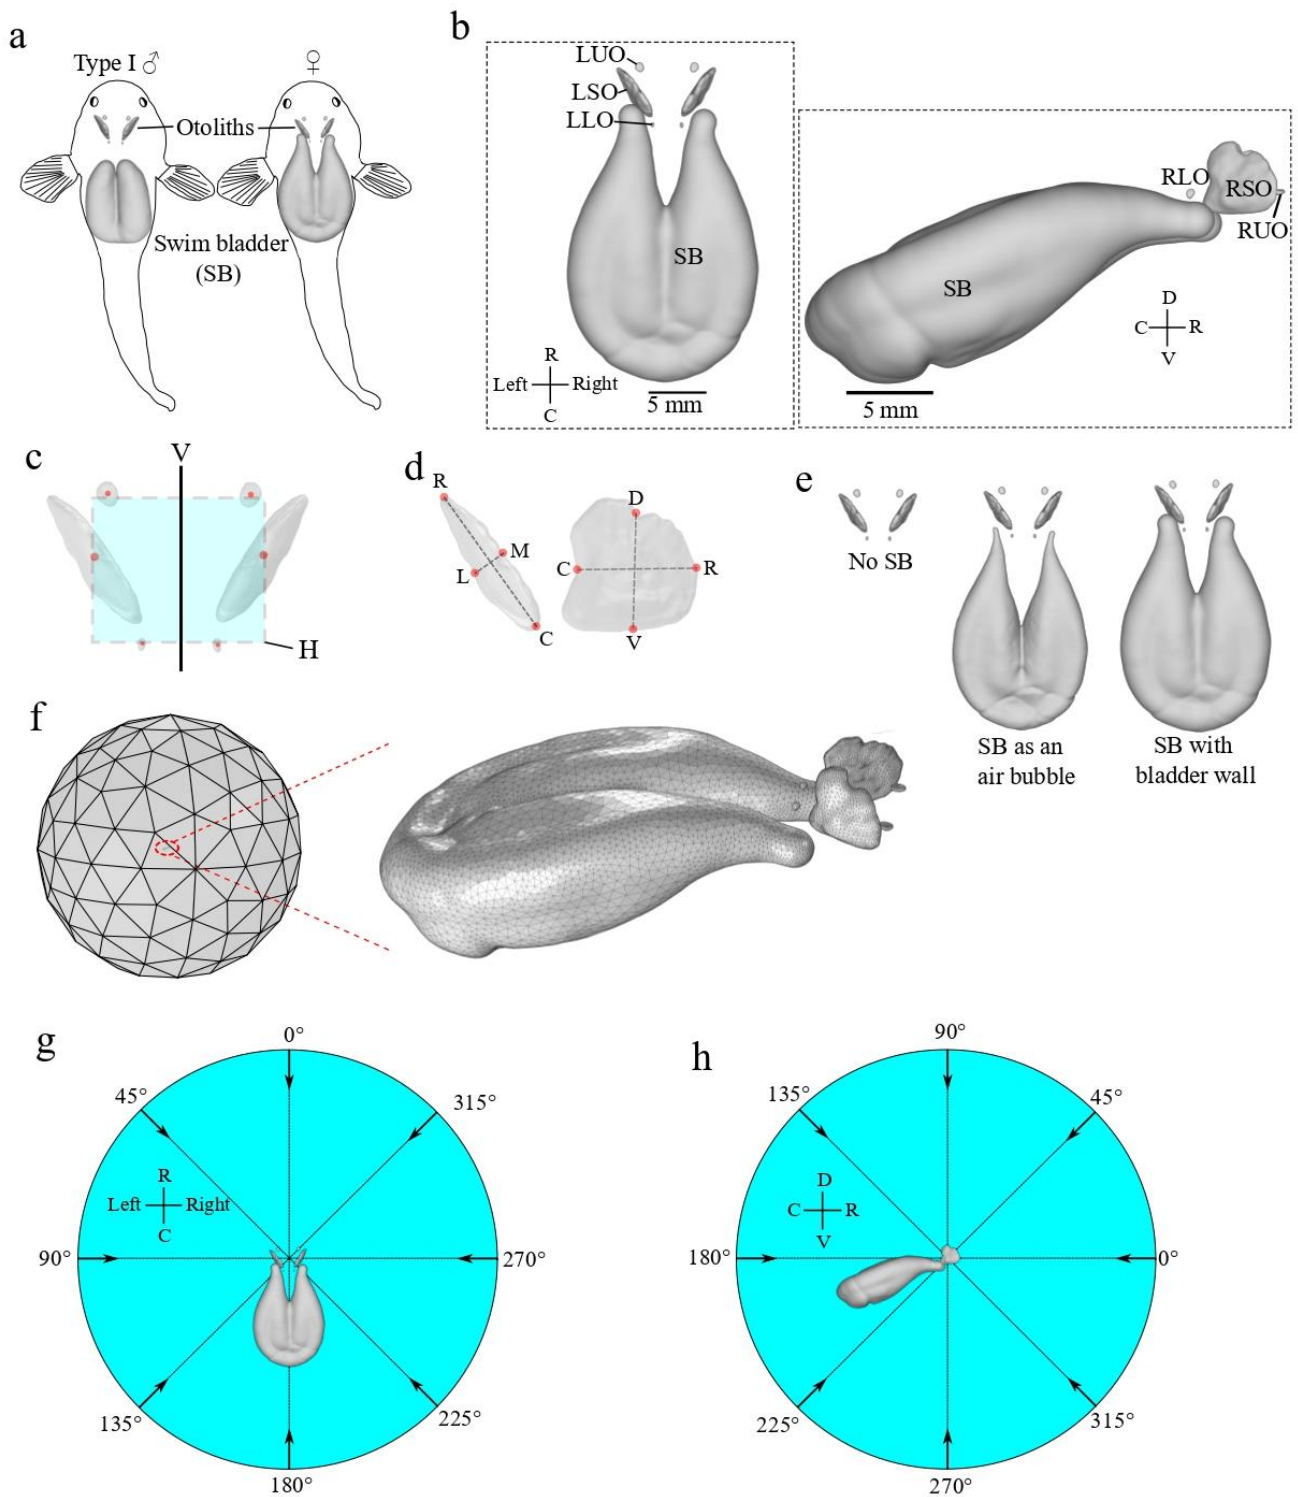 a
Type I ♂
♀
Otoliths
Swim bladder
(SB)
b
LUO
LSO
LLO
SB
R
Left
Right
C
5 mm
RLO
RSO
RUO
SB
D
C
R
V
5 mm
c
V
H
d
R
M
L
C
D
C
R
V
e
No SB
SB as an
air bubble
SB with
bladder wall
f
g
0°
45°
315°
R
Left
Right
C
90°
270°
135°
225°
180°
h
90°
135°
45°
D
C
R
V
180°
0°
225°
315°
270°